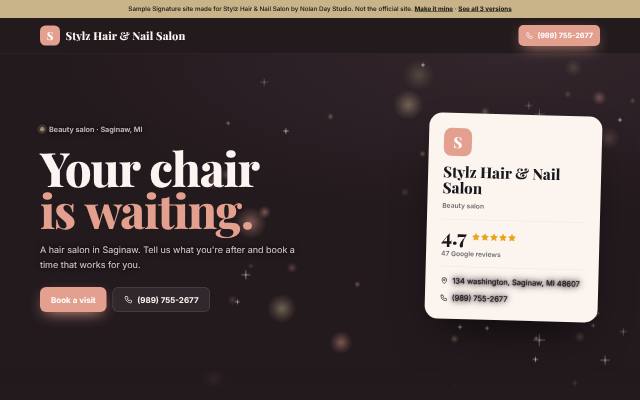 Sample Signature site made for Stylz Hair & Nail Salon by Nolan Day Studio. Not the official site. Make it mine · See all 3 versions
S Stylz Hair & Nail Salon
(989) 755-2677
Beauty salon · Saginaw, MI
Your chair
is waiting.
A hair salon in Saginaw. Tell us what you're after and book a
time that works for you.
Book a visit
(989) 755-2677
S
Stylz Hair & Nail
Salon
Beauty salon
4.7 ★★★★★
47 Google reviews
134 washington, Saginaw, MI 48607
(989) 755-2677